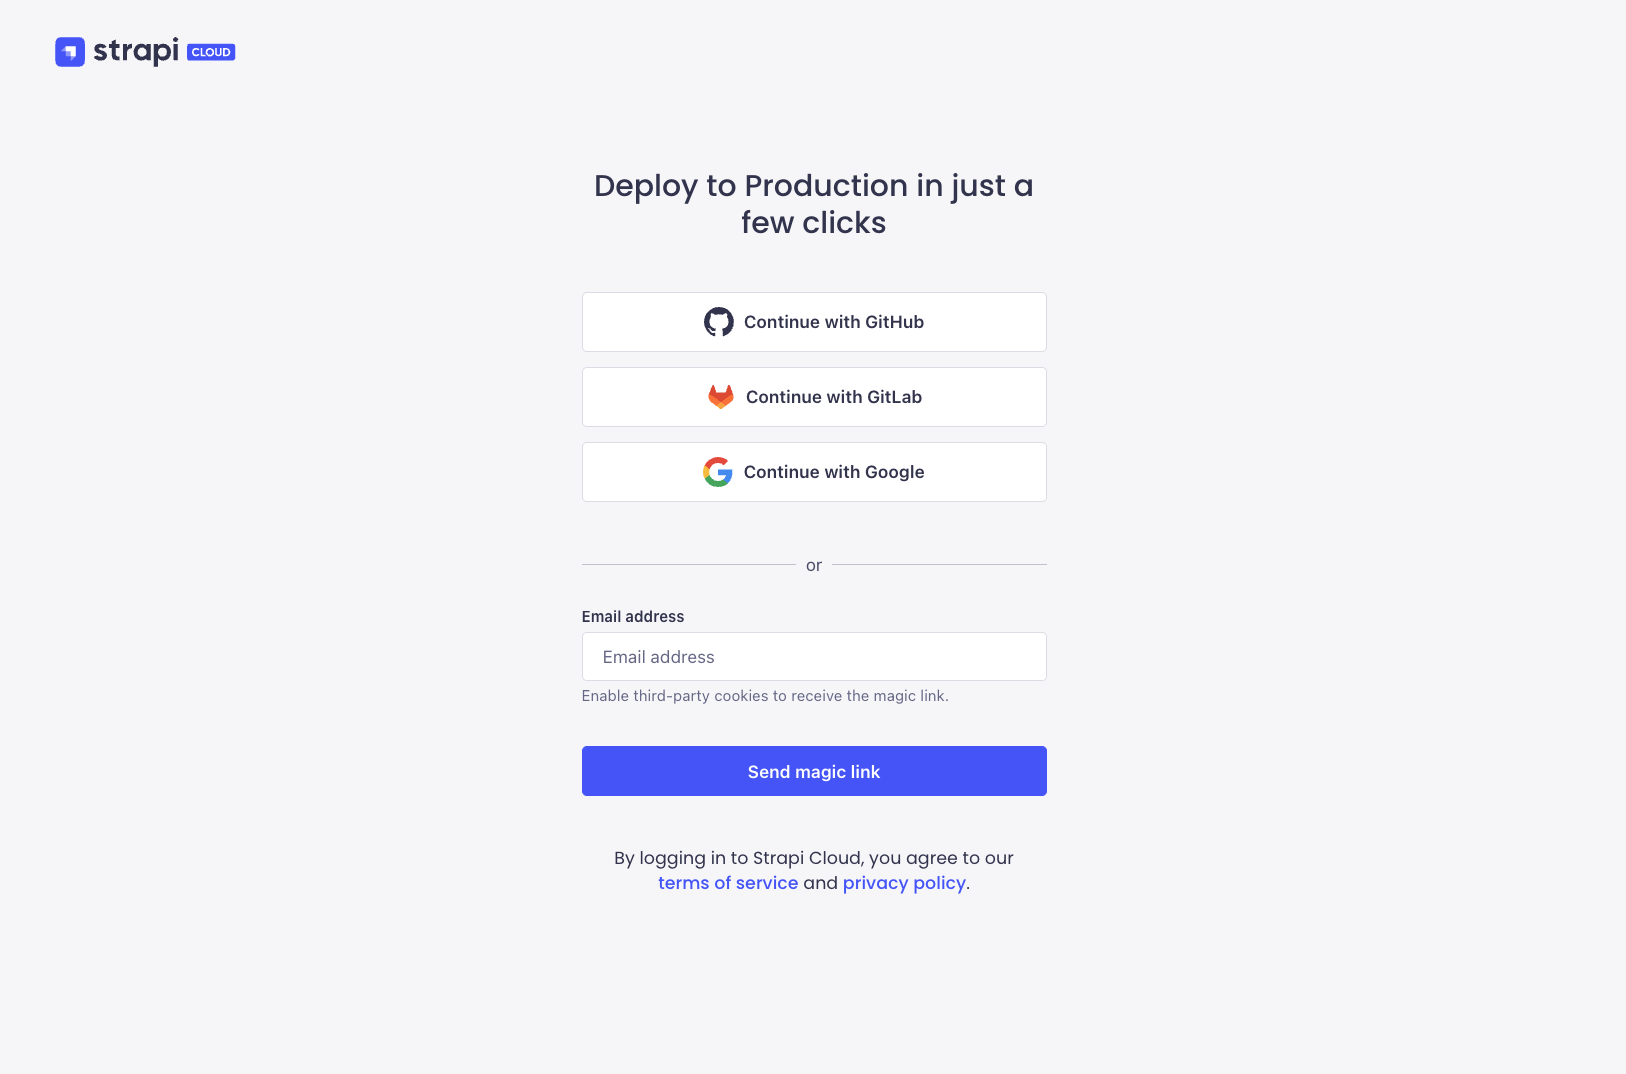 strapi CLOUD
Deploy to Production in just a
few clicks
Continue with GitHub
Continue with GitLab
Continue with Google
or
Email address
Email address
Enable third-party cookies to receive the magic link.
Send magic link
By logging in to Strapi Cloud, you agree to our
terms of service and privacy policy.